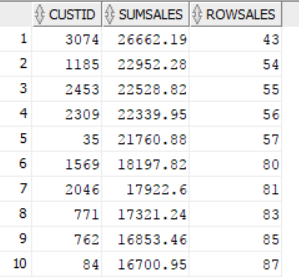 CUSTID SUMSALES ROWSALES
1 3074 26662.19 43
2 1185 22952.28 54
3 2453 22528.82 55
4 2309 22339.95 56
5 35 21760.88 57
6 1569 18197.82 80
7 2046 17922.6 81
8 771 17321.24 83
9 762 16853.46 85
10 84 16700.95 87